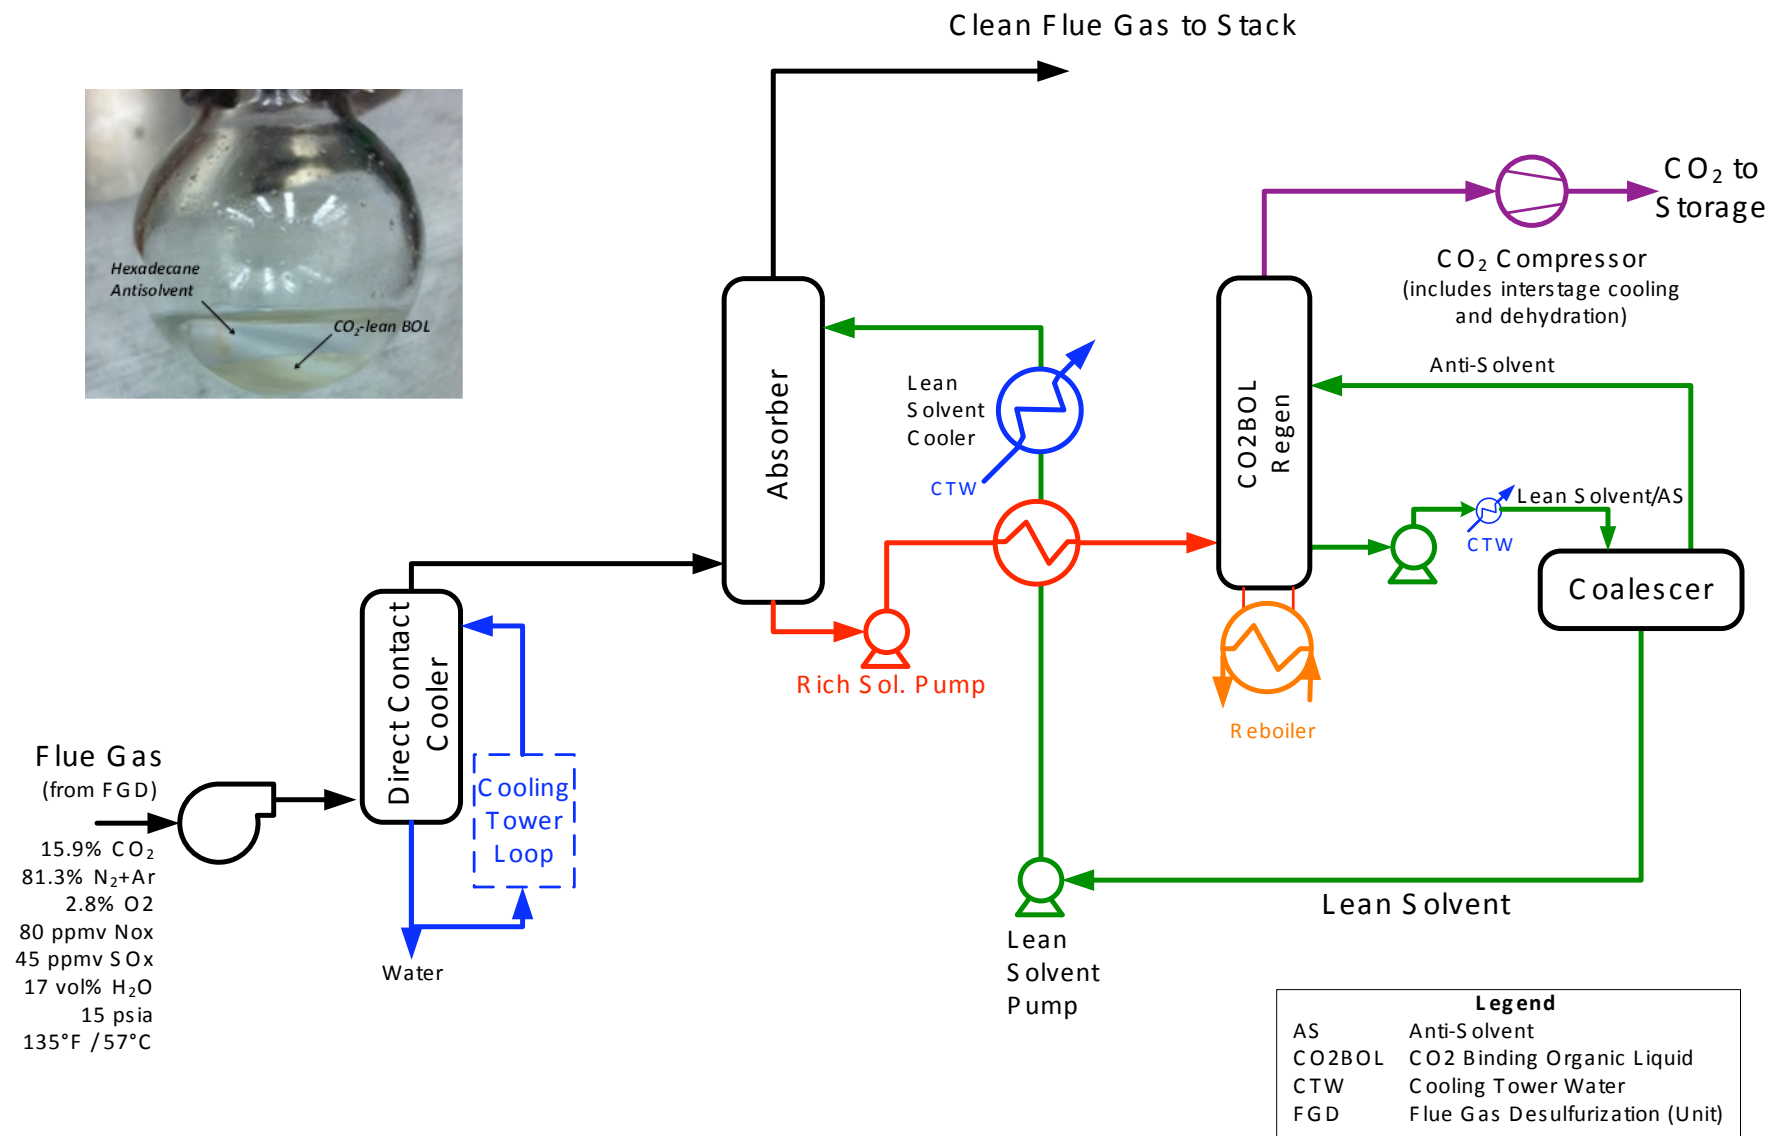 Clean Flue Gas to Stack
Hexadecane
Antisolvent
CO₂-lean BOL
CO₂ to
Storage
CO₂ Compressor
(includes interstage cooling
and dehydration)
Anti-Solvent
Absorber
Lean
Solvent
Cooler
CTW
CO2BOL
Regen
Lean Solvent/AS
CTW
Coalescer
Direct Contact
Cooler
Rich Sol. Pump
Reboiler
Flue Gas
(from FGD)
15.9% CO₂
81.3% N₂+Ar
2.8% O2
80 ppmv Nox
45 ppmv SOx
17 vol% H₂O
15 psia
135°F / 57°C
Cooling
Tower
Loop
Water
Lean Solvent
Lean
Solvent
Pump
Legend
AS Anti-Solvent
CO2BOL CO2 Binding Organic Liquid
CTW Cooling Tower Water
FGD Flue Gas Desulfurization (Unit)